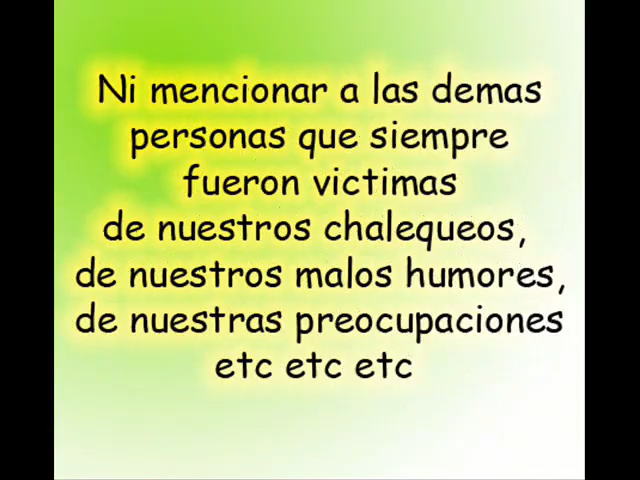 Ni mencionar a las demas
personas que siempre
fueron victimas
de nuestros chalequeos,
de nuestros malos humores,
de nuestras preocupaciones
etc etc etc